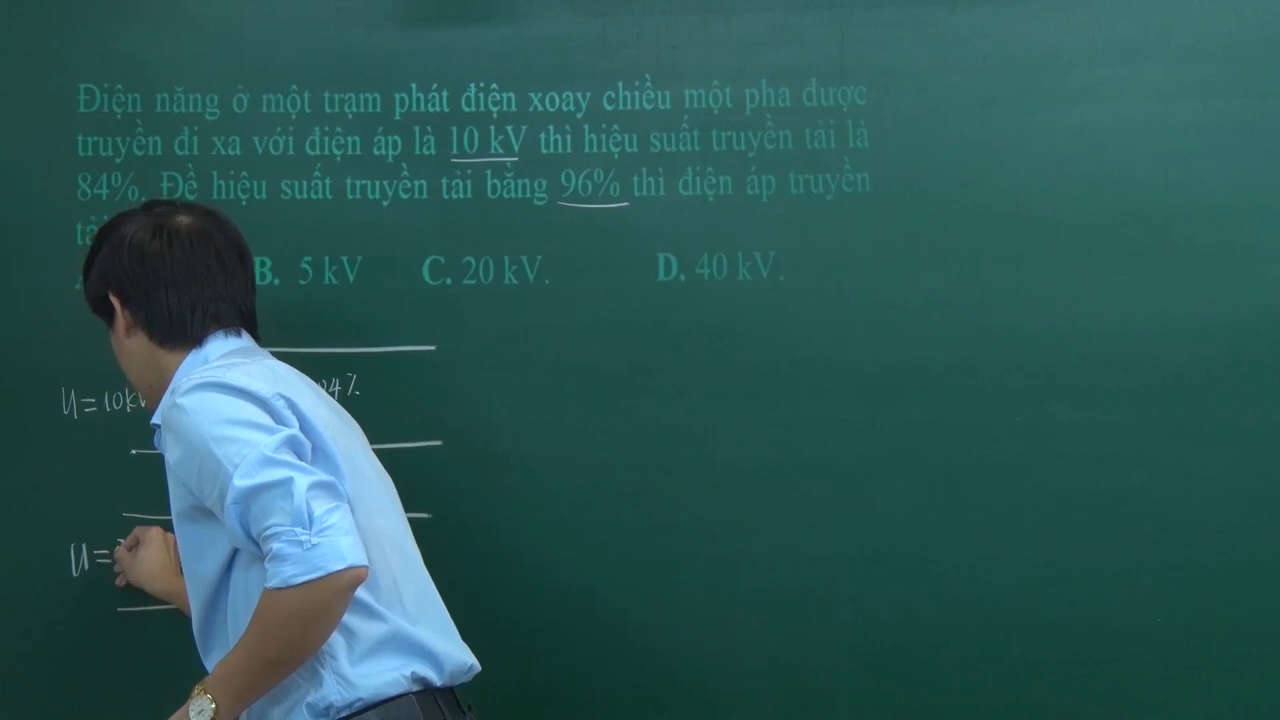 Điện năng ở một trạm phát điện xoay chiều một pha được
truyền đi xa với điện áp là 10 kV thì hiệu suất truyền tải là
84%. Để hiệu suất truyền tải bằng 96% thì điện áp truyền
B. 5 kV C. 20 kV. D. 40 kV.
U = 10kV
4%
U =